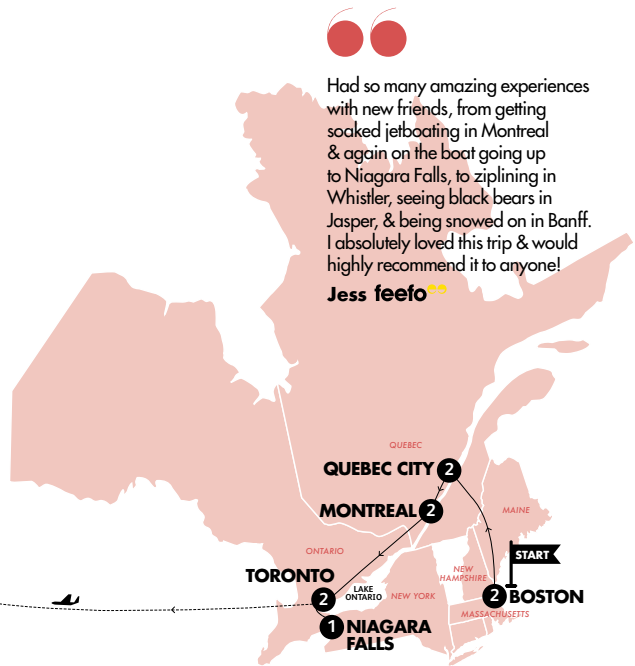 Had so many amazing experiences
with new friends, from getting
soaked jetboating in Montreal
& again on the boat going up
to Niagara Falls, to ziplining in
Whistler, seeing black bears in
Jasper, & being snowed on in Banff.
I absolutely loved this trip & would
highly recommend it to anyone!
Jess feefo
QUEBEC
QUEBEC CITY 2
MONTREAL 2
MAINE
ONTARIO
START
TORONTO
2
LAKE
ONTARIO
NEW YORK
NEW
HAMPSHIRE
2 BOSTON
MASSACHUSETTS
1 NIAGARA
FALLS